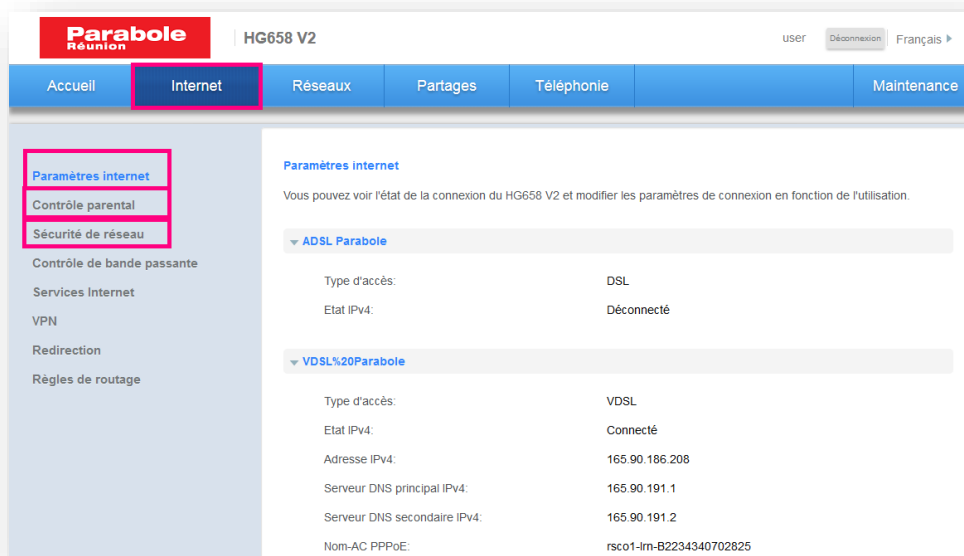 Parabole
Réunion
HG658 V2
user
Déconnexion
Français
Accueil
Internet
Réseaux
Partages
Téléphonie
Maintenance
Paramètres internet
Contrôle parental
Sécurité de réseau
Contrôle de bande passante
Services Internet
VPN
Redirection
Règles de routage
Paramètres internet
Vous pouvez voir l'état de la connexion du HG658 V2 et modifier les paramètres de connexion en fonction de l'utilisation.
ADSL Parabole
Type d'accès: DSL
Etat IPv4: Déconnecté
VDSL%20Parabole
Type d'accès: VDSL
Etat IPv4: Connecté
Adresse IPv4: 165.90.186.208
Serveur DNS principal IPv4: 165.90.191.1
Serveur DNS secondaire IPv4: 165.90.191.2
Nom-AC PPPoE: rsco1-lrn-B2234340702825